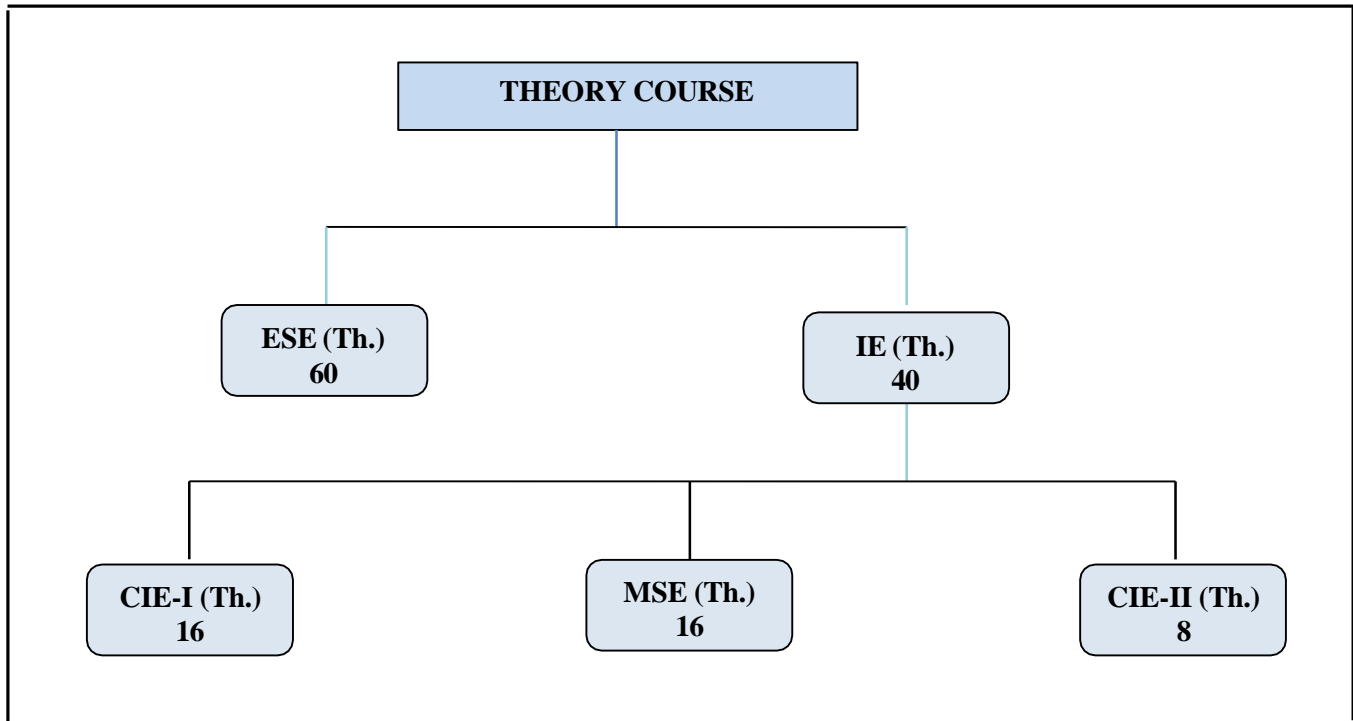 THEORY COURSE
ESE (Th.)
60
IE (Th.)
40
CIE-I (Th.)
16
MSE (Th.)
16
CIE-II (Th.)
8